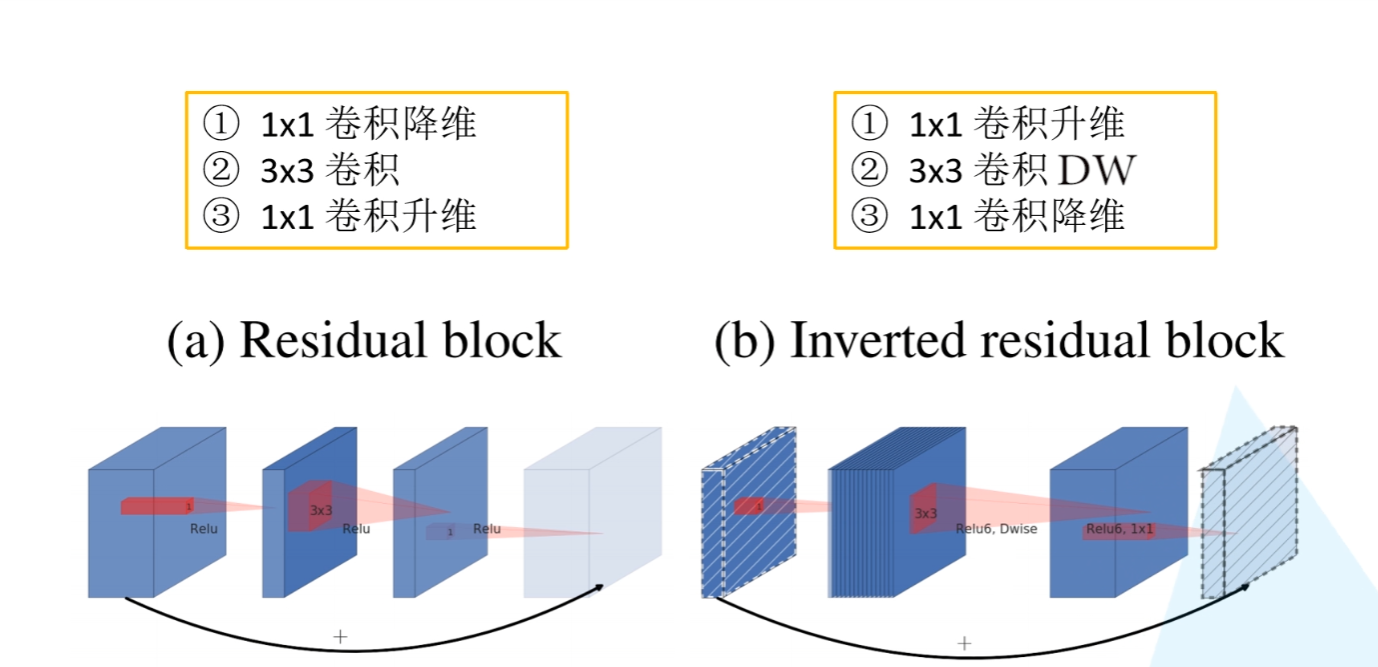 ① 1x1 卷积降维
② 3x3 卷积
③ 1x1 卷积升维
① 1x1 卷积升维
② 3x3 卷积 DW
③ 1x1 卷积降维
(a) Residual block
(b) Inverted residual block
1
Relu
3x3
Relu
1
Relu
+
1
3x3
Relu6, Dwise
Relu6, 1x1
+